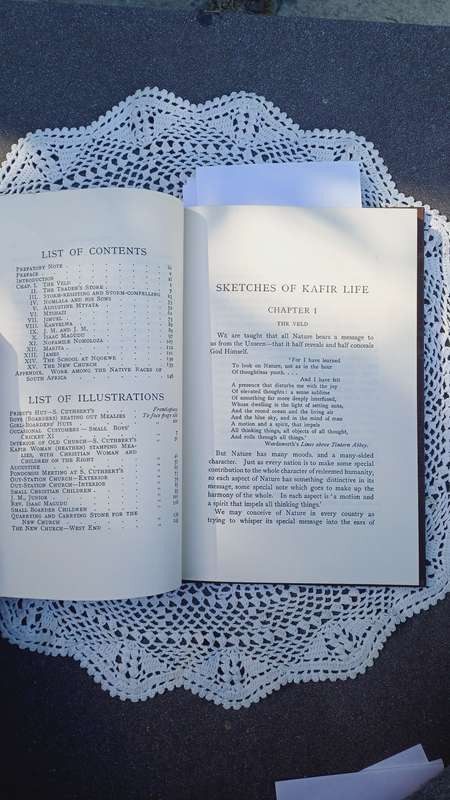 LIST OF CONTENTS
PREFATORY NOTE
PREFACE
INTRODUCTION
CHAP. I. THE VELD
II. THE TRADER'S STORE
III. STORM-RESISTING AND STORM-COMPELLING
IV. NOMLALA AND HIS SONS
V. AUGUSTINE MTYATA
VI. MTSHAZI
VII. JIMVEL
VIII. KANYELWA
IX. J. M. AND J. M.
X. ISAAC MAGUDU
XI. NOFAMILE NOMOLOZA
XII. MARITA
XIII. JAMES
XIV. THE SCHOOL AT NQOKWE
XV. THE NEW CHURCH
APPENDIX. WORK AMONG THE NATIVE RACES OF
SOUTH AFRICA 146
LIST OF ILLUSTRATIONS
PRIEST'S HUT—S. CUTHBERT'S Frontispiece
BOYS (BOARDERS) BEATING OUT MEALIES To face page
GIRL-BOARDERS' HUTS
OCCASIONAL CUSTOMERS—SMALL BOYS'
CRICKET XI
INTERIOR OF OLD CHURCH—S. CUTHBERT'S
KAFIR WOMAN (HEATHEN) STAMPING MEA-
LIES, WITH CHRISTIAN WOMAN AND
CHILDREN ON THE RIGHT
AUGUSTINE
PONDOMISE MEETING AT S. CUTHBERT'S
OUT-STATION CHURCH—EXTERIOR
OUT-STATION CHURCH—INTERIOR
SMALL CHRISTIAN CHILDREN
J. M., JUNIOR
REV. ISAAC MAGUDU
SMALL BOARDER CHILDREN
QUARRYING AND CARRYING STONE FOR THE
NEW CHURCH
THE NEW CHURCH—WEST END
SKETCHES OF KAFIR LIFE
CHAPTER I
THE VELD
WE are taught that all Nature bears a message to
us from the Unseen—that it half reveals and half conceals
God Himself.
'For I have learned
To look on Nature, not as in the hour
Of thoughtless youth. . . .
And I have felt
A presence that disturbs me with the joy
Of elevated thoughts: a sense sublime
Of something far more deeply interfused,
Whose dwelling is the light of setting suns,
And the round ocean and the living air
And the blue sky, and in the mind of man
A motion and a spirit, that impels
All thinking things, all objects of all thought,
And rolls through all things.'
Wordsworth's Lines above Tintern Abbey.
But Nature has many moods, and a many-sided
character. Just as every nation is to make some special
contribution to the whole character of redeemed humanity,
so each aspect of Nature has something distinctive in its
message, some special note which goes to make up the
harmony of the whole. In each aspect is 'a motion and
a spirit that impels all thinking things.'
We may conceive of Nature in every country as
trying to whisper its special message into the ears of